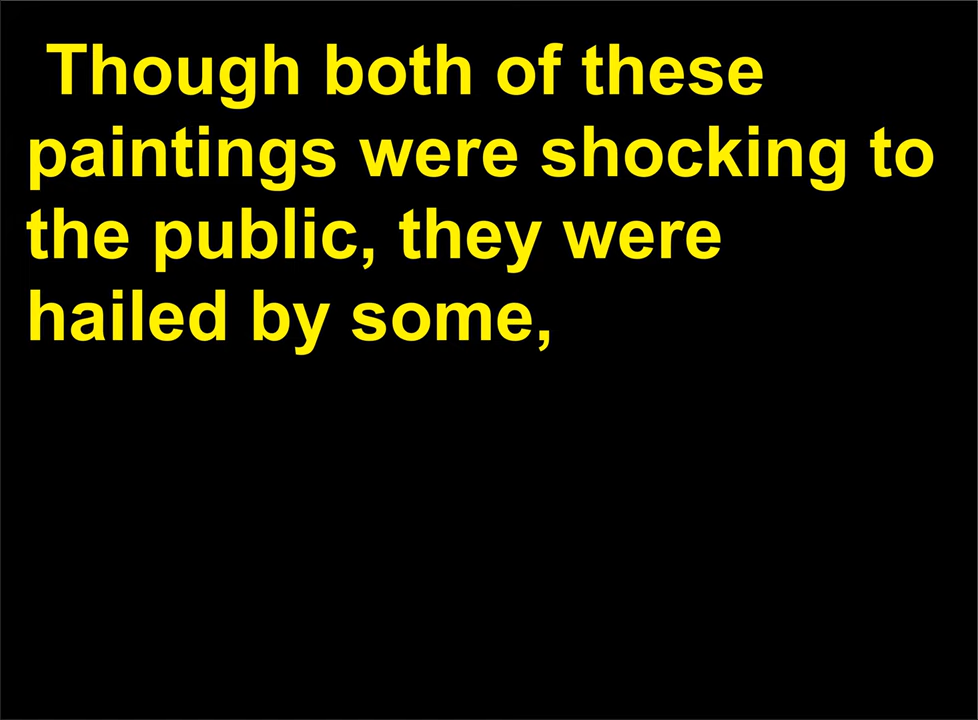 Though both of these
paintings were shocking to
the public, they were
hailed by some,